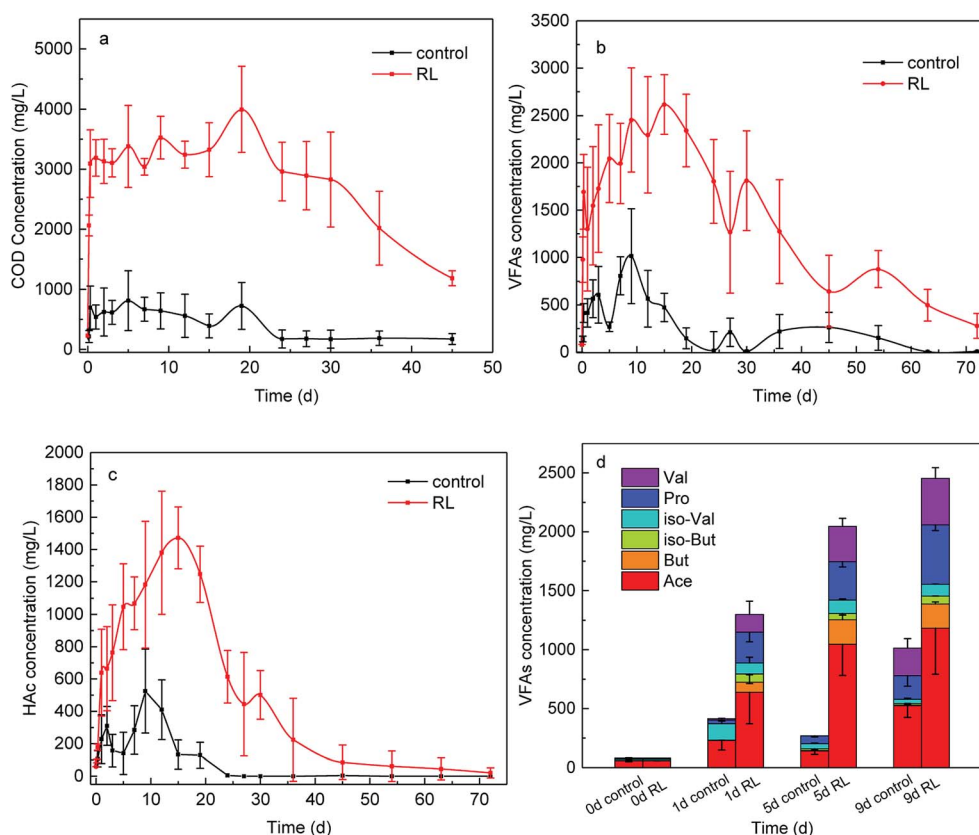 a
control
RL
COD Concentration (mg/L)
5000
4000
3000
2000
1000
0
0 10 20 30 40 50
Time (d)
b
control
RL
VFAs concentration (mg/L)
3500
3000
2500
2000
1500
1000
500
0
0 10 20 30 40 50 60 70
Time (d)
c
control
RL
HAc concentration (mg/L)
2000
1800
1600
1400
1200
1000
800
600
400
200
0
0 10 20 30 40 50 60 70
Time (d)
d
Val
Pro
iso-Val
iso-But
But
Ace
VFAs concentration (mg/L)
2500
2000
1500
1000
500
0
0d control
0d RL
1d control
1d RL
5d control
5d RL
9d control
9d RL
Time (d)